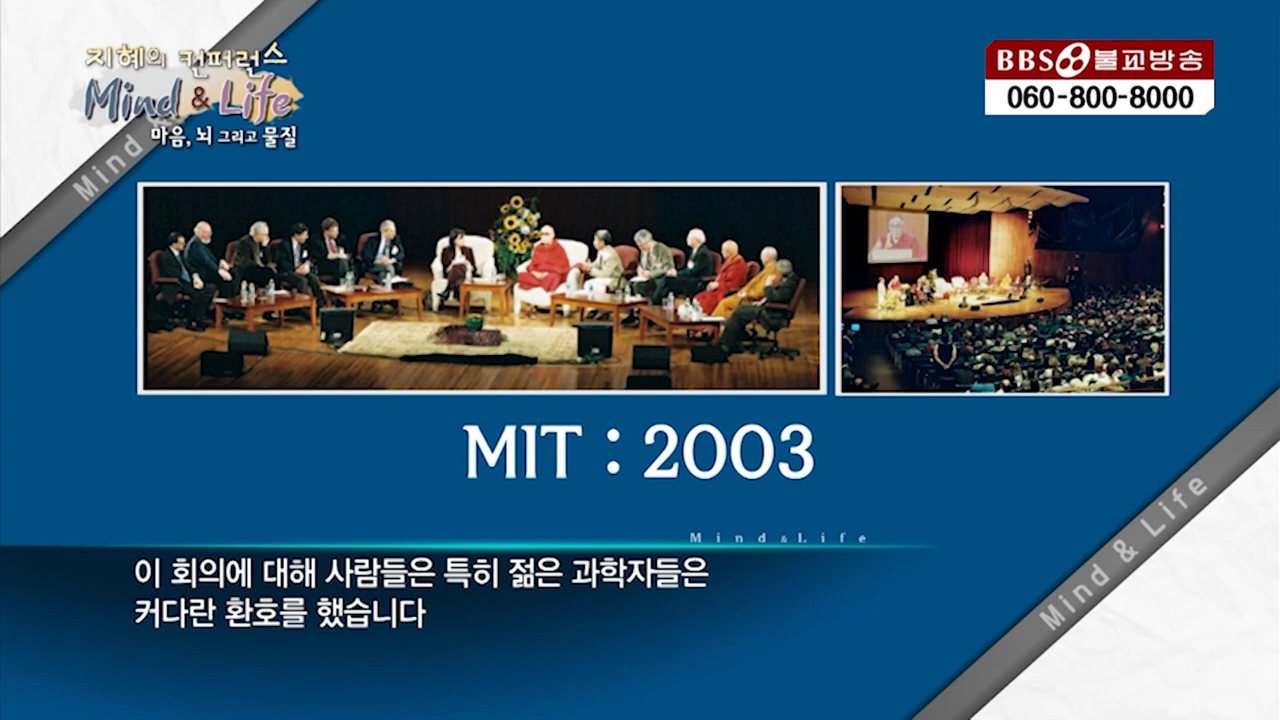 지혜의 컨퍼런스
Mind & Life
마음, 뇌 그리고 물질
BBS 불교방송
060-800-8000
Mind &
MIT : 2003
Mind & Life
이 회의에 대해 사람들은 특히 젊은 과학자들은
커다란 환호를 했습니다
Mind & Life